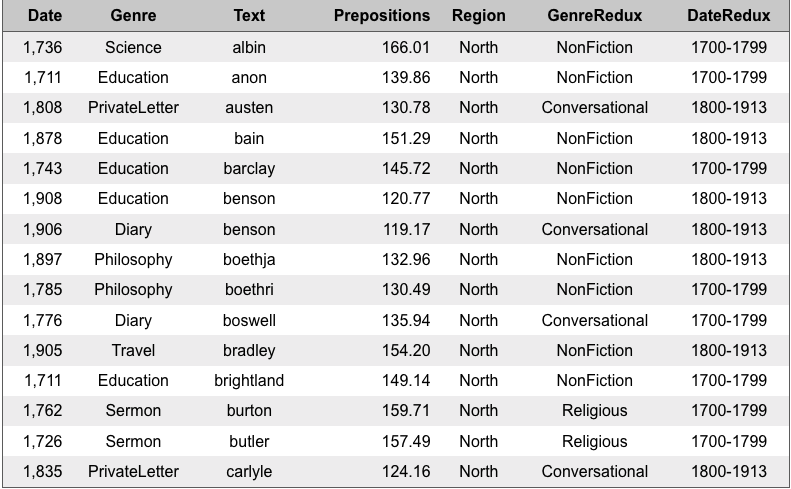 Date Genre Text Prepositions Region GenreRedux DateRedux
1,736 Science albin 166.01 North NonFiction 1700-1799
1,711 Education anon 139.86 North NonFiction 1700-1799
1,808 PrivateLetter austen 130.78 North Conversational 1800-1913
1,878 Education bain 151.29 North NonFiction 1800-1913
1,743 Education barclay 145.72 North NonFiction 1700-1799
1,908 Education benson 120.77 North NonFiction 1800-1913
1,906 Diary benson 119.17 North Conversational 1800-1913
1,897 Philosophy boethja 132.96 North NonFiction 1800-1913
1,785 Philosophy boethri 130.49 North NonFiction 1700-1799
1,776 Diary boswell 135.94 North Conversational 1700-1799
1,905 Travel bradley 154.20 North NonFiction 1800-1913
1,711 Education brightland 149.14 North NonFiction 1700-1799
1,762 Sermon burton 159.71 North Religious 1700-1799
1,726 Sermon butler 157.49 North Religious 1700-1799
1,835 PrivateLetter carlyle 124.16 North Conversational 1800-1913